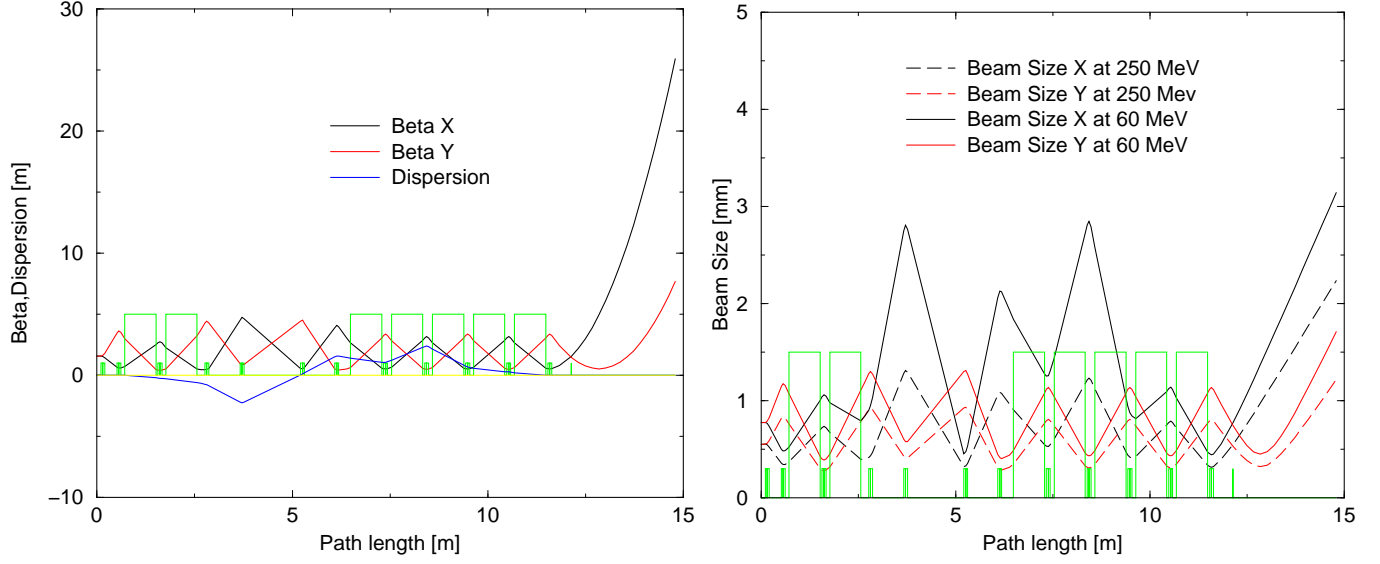 30
20
10
0
−10
Beta,Dispersion [m]
Beta X
Beta Y
Dispersion
0
5
10
15
Path length [m]
5
4
3
2
1
0
Beam Size [mm]
Beam Size X at 250 MeV
Beam Size Y at 250 Mev
Beam Size X at 60 MeV
Beam Size Y at 60 MeV
0
5
10
15
Path length [m]